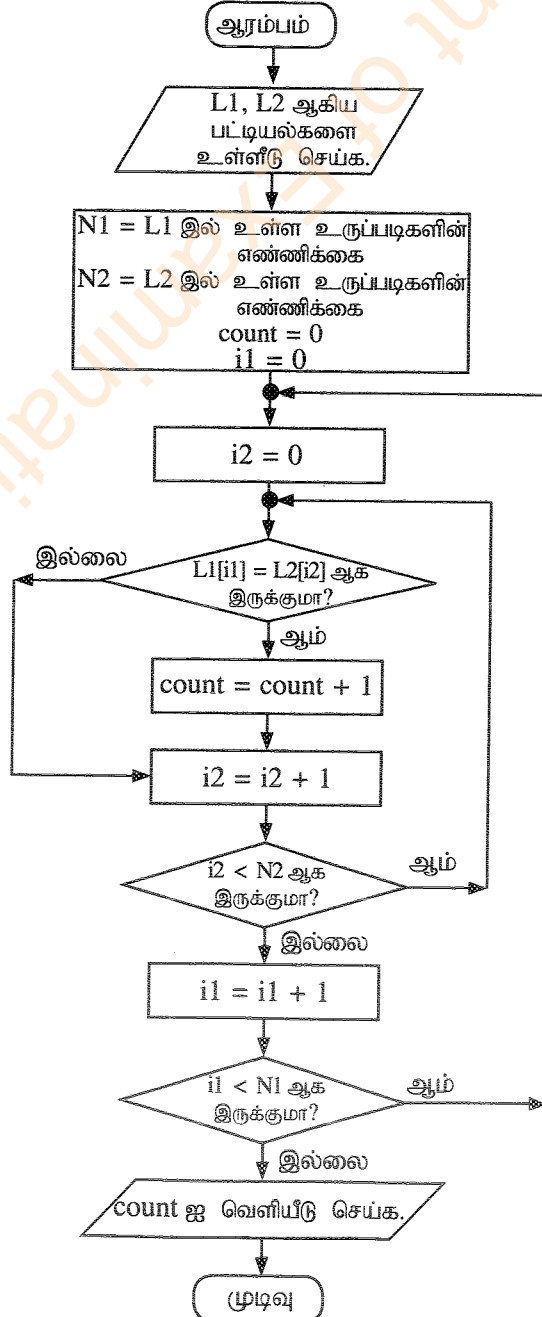 ஆரம்பம்
L1, L2 ஆகிய
பட்டியல்களை
உள்ளீடு செய்க.
N1 = L1 இல் உள்ள உருப்படிகளின்
எண்ணிக்கை
N2 = L2 இல் உள்ள உருப்படிகளின்
எண்ணிக்கை
count = 0
i1 = 0
i2 = 0
இல்லை
L1[i1] = L2[i2] ஆக
இருக்குமா?
ஆம்
count = count + 1
i2 = i2 + 1
i2 < N2 ஆக
இருக்குமா?
ஆம்
இல்லை
i1 = i1 + 1
i1 < N1 ஆக
இருக்குமா?
ஆம்
இல்லை
count ஐ வெளியீடு செய்க.
முடிவு